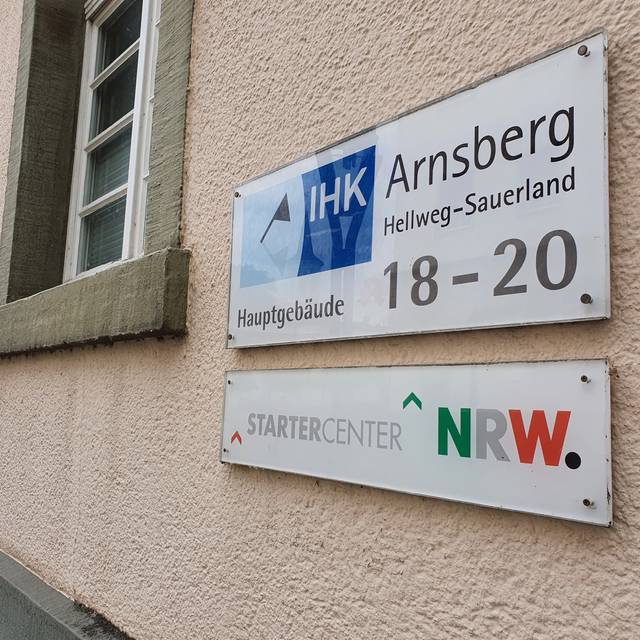 IHK Arnsberg
Hellweg-Sauerland
Hauptgebäude 18-20
STARTERCENTER NRW.